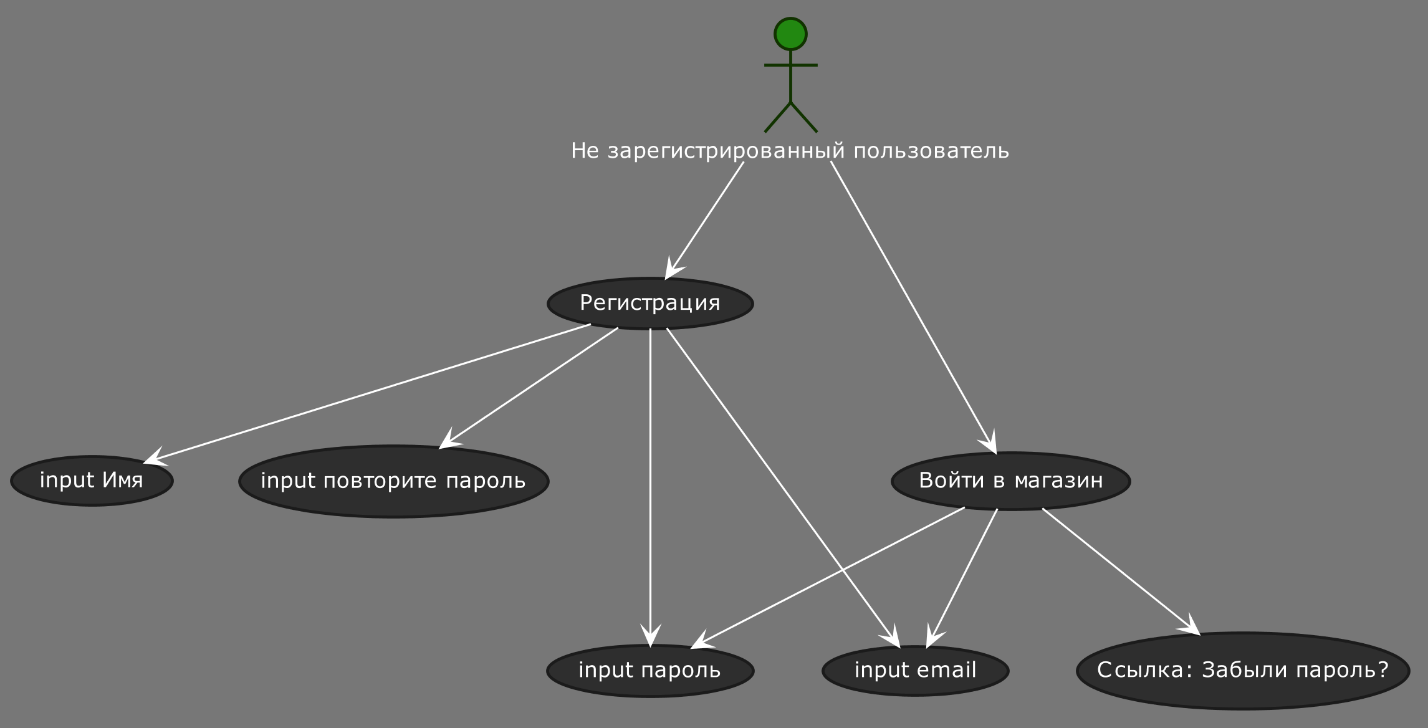 Не зарегистрированный пользователь
Регистрация
input Имя
input повторите пароль
Войти в магазин
input пароль
input email
Ссылка: Забыли пароль?